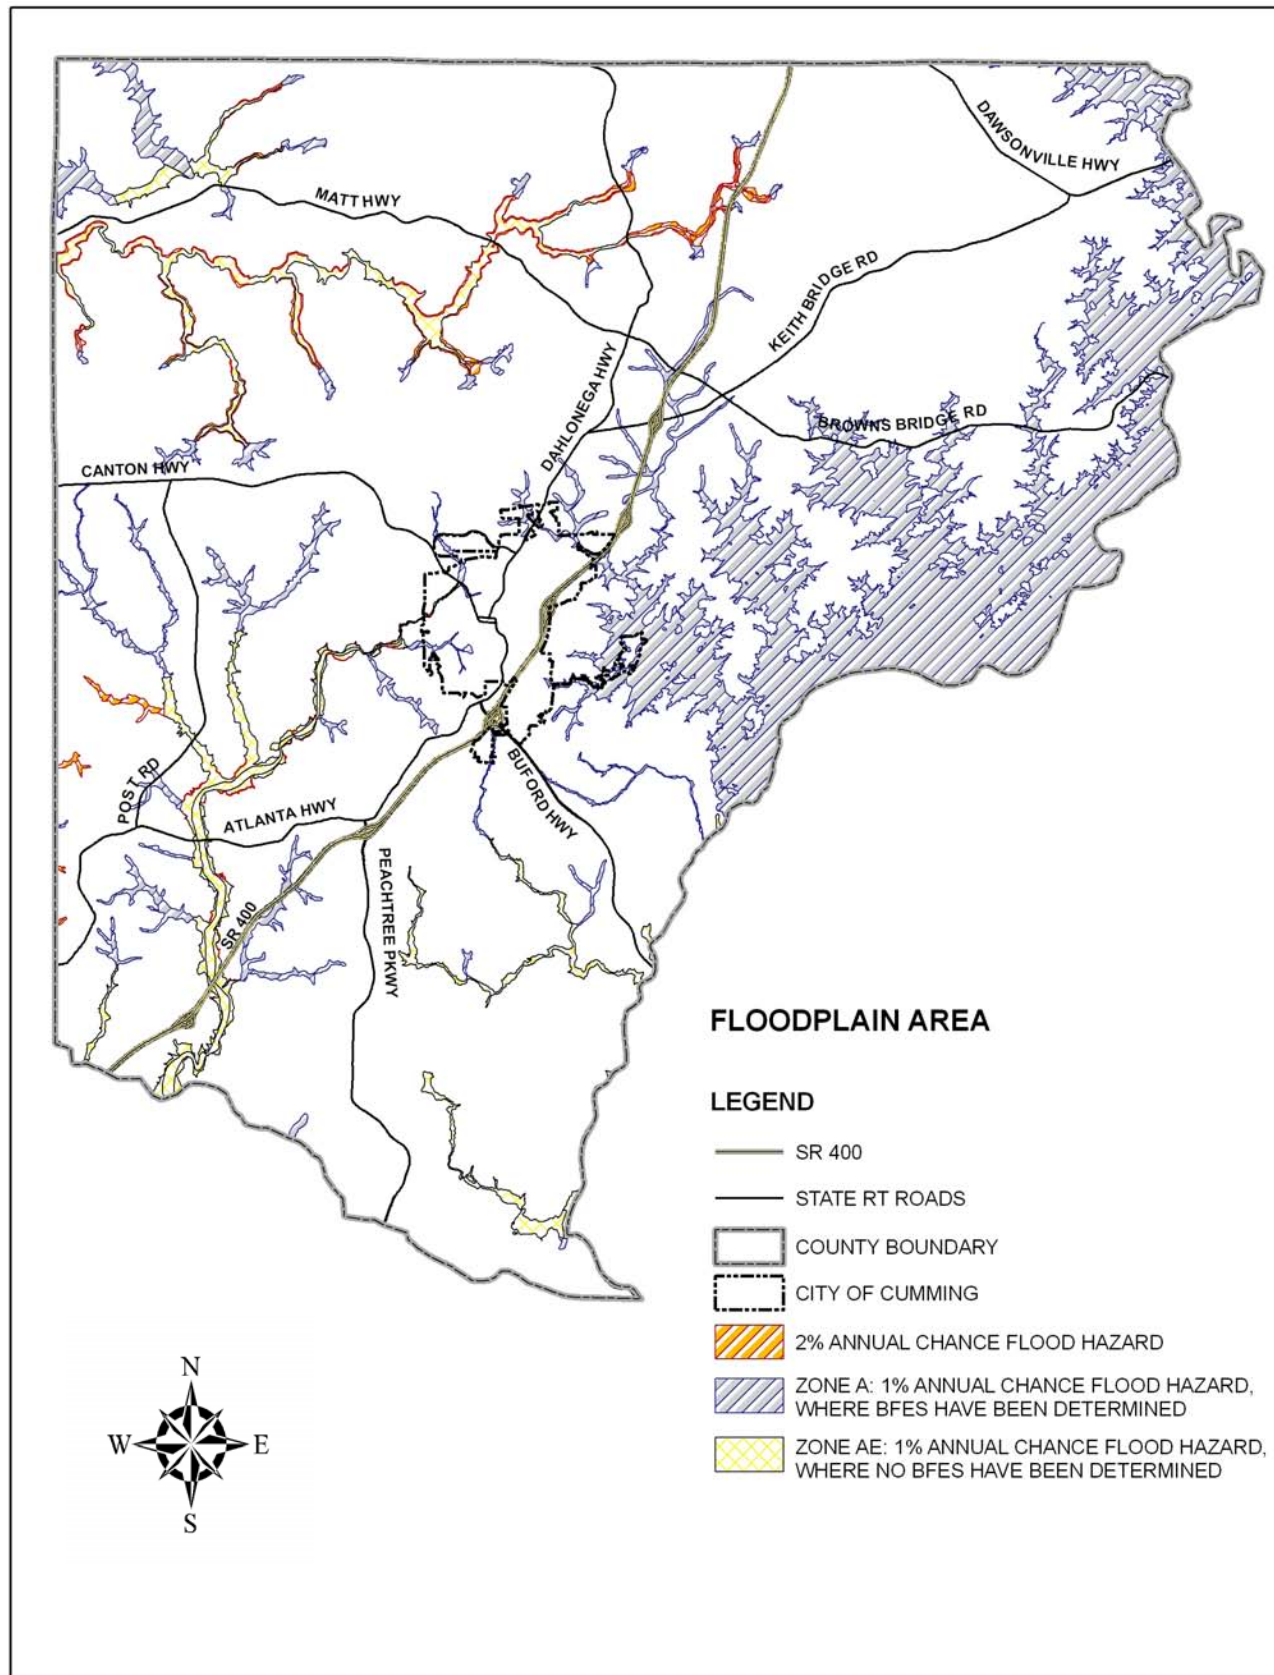 DAWSONVILLE HWY
MATT HWY
KEITH BRIDGE RD
DAHLONEGA HWY
BROWNS BRIDGE RD
CANTON HWY
POST RD
ATLANTA HWY
BUFORD HWY
PEACHTREE PKWY
SR 400
FLOODPLAIN AREA
LEGEND
SR 400
STATE RT ROADS
COUNTY BOUNDARY
CITY OF CUMMING
2% ANNUAL CHANCE FLOOD HAZARD
ZONE A: 1% ANNUAL CHANCE FLOOD HAZARD,
WHERE BFES HAVE BEEN DETERMINED
ZONE AE: 1% ANNUAL CHANCE FLOOD HAZARD,
WHERE NO BFES HAVE BEEN DETERMINED
N
W
E
S